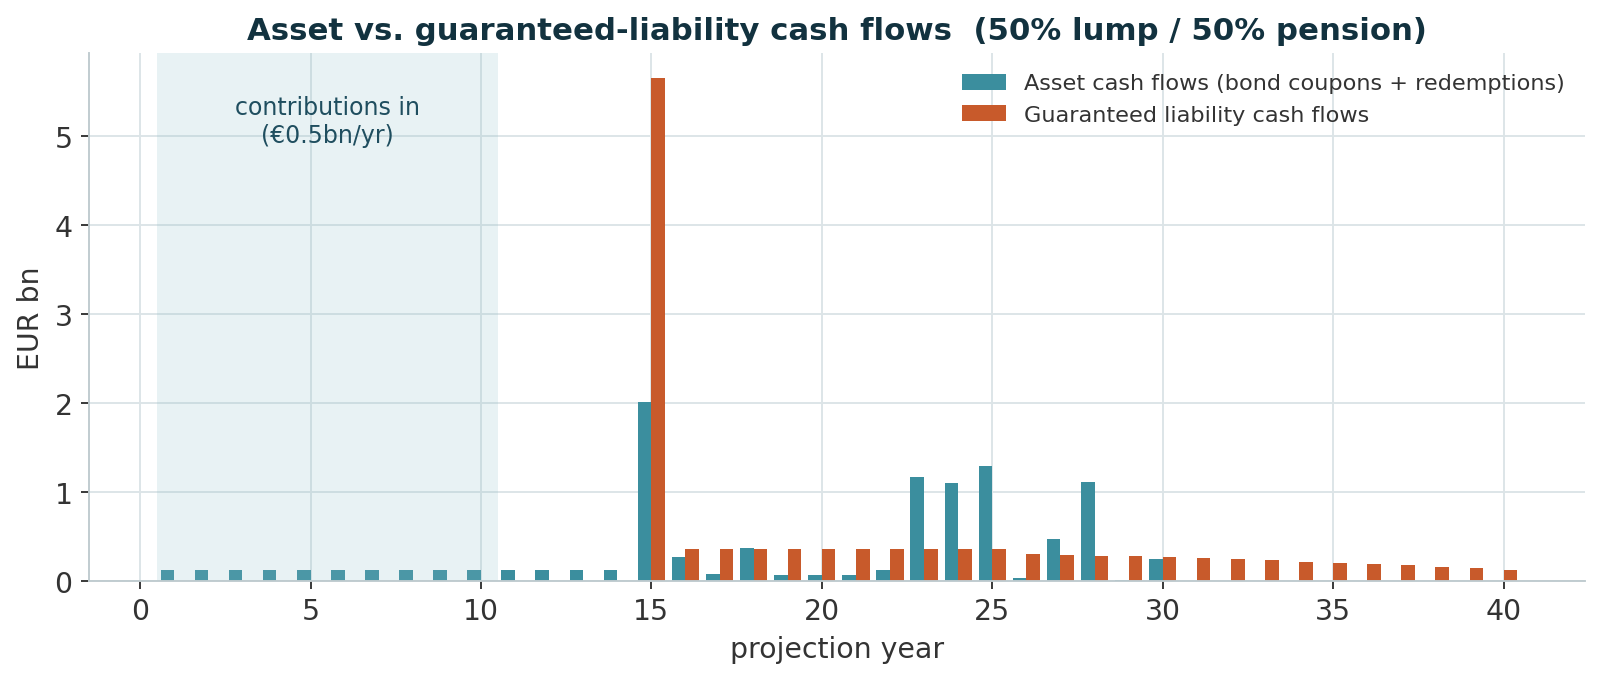 Asset vs. guaranteed-liability cash flows (50% lump / 50% pension)
contributions in
(€0.5bn/yr)
Asset cash flows (bond coupons + redemptions)
Guaranteed liability cash flows
EUR bn
5
4
3
2
1
0
0 5 10 15 20 25 30 35 40
projection year